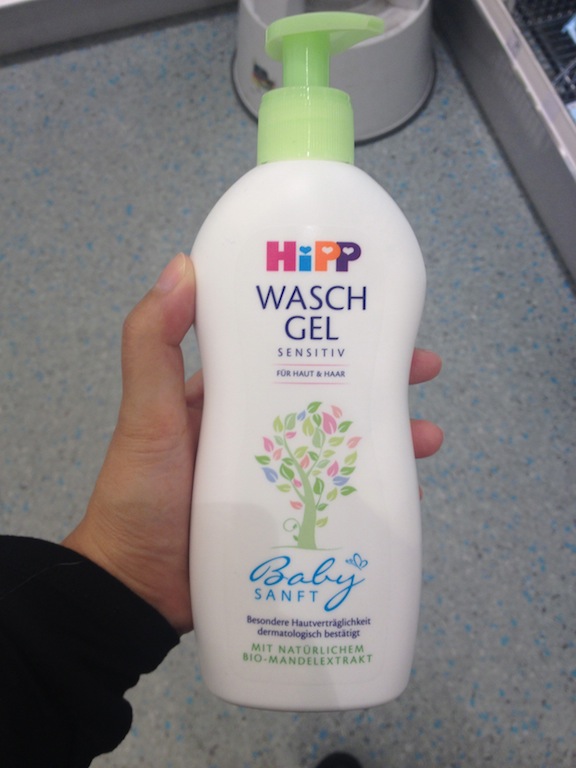 HiPP
WASCH
GEL
SENSITIV
FÜR HAUT & HAAR
Baby
SANFT
Besondere Hautverträglichkeit
dermatologisch bestätigt
MIT NATÜRLICHEM
BIO-MANDELEXTRAKT